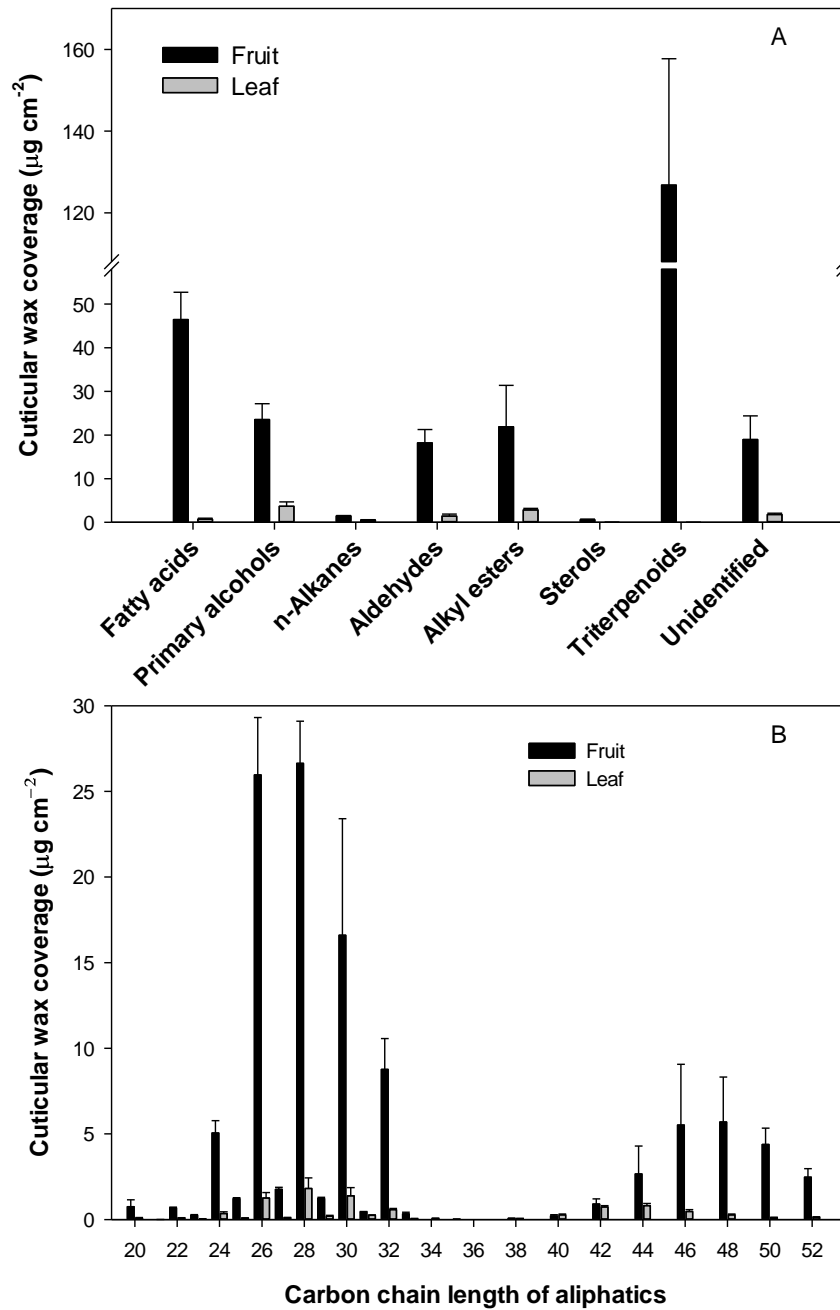 A
Fruit
Leaf
Cuticular wax coverage (µg cm-2)
160
140
120
50
40
30
20
10
0
Fatty acids
Primary alcohols
n-Alkanes
Aldehydes
Alkyl esters
Sterols
Triterpenoids
Unidentified
B
Fruit
Leaf
Cuticular wax coverage (µg cm−2)
30
25
20
15
10
5
0
20 22 24 26 28 30 32 34 36 38 40 42 44 46 48 50 52
Carbon chain length of aliphatics